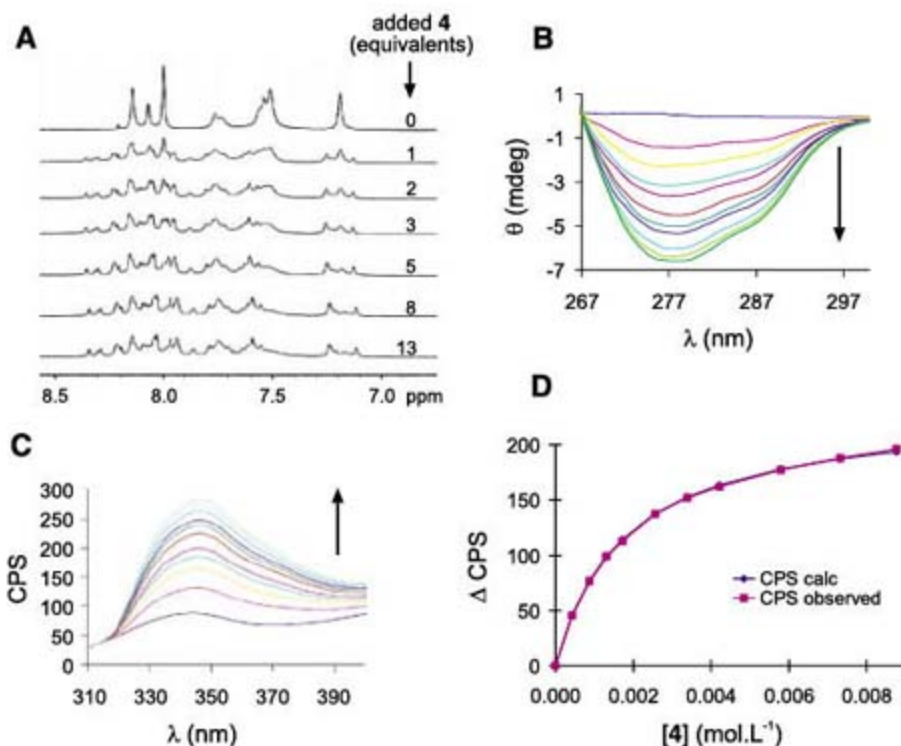 A
added 4
(equivalents)
0
1
2
3
5
8
13
8.5 8.0 7.5 7.0 ppm
B
1
-1
-3
-5
-7
θ (mdeg)
267 277 287 297
λ (nm)
C
300
250
200
150
100
50
0
CPS
310 330 350 370 390
λ (nm)
D
200
150
100
50
0
Δ CPS
CPS calc
CPS observed
0.000 0.002 0.004 0.006 0.008
[4] (mol.L⁻¹)